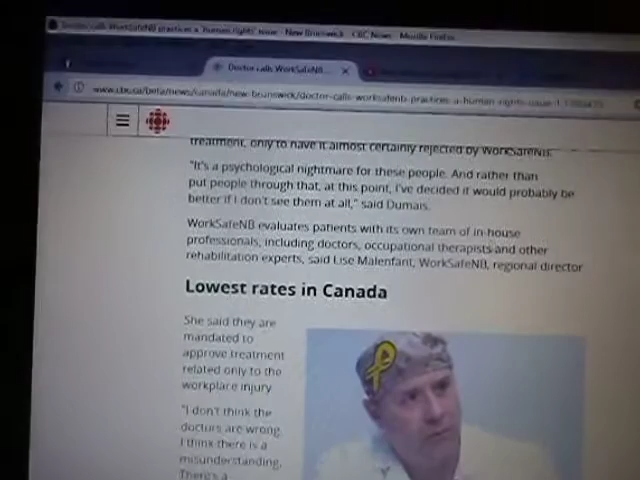 Doctor calls WorkSafeNB practices a 'human rights' issue - New Brunswick - CBC News - Mozilla Firefox
Doctor calls WorkSafeNB...
www.cbc.ca/beta/news/canada/new-brunswick/doctor-calls-worksafenb-practices-a-human-rights-issue-1
treatment, only to have it almost certainly rejected by WorkSafeNB.
"It's a psychological nightmare for these people. And rather than
put people through that, at this point, I've decided it would probably be
better if I don't see them at all," said Dumais.
WorkSafeNB evaluates patients with its own team of in-house
professionals, including doctors, occupational therapists and other
rehabilitation experts, said Lise Malenfant, WorkSafeNB, regional director
Lowest rates in Canada
She said they are
mandated to
approve treatment
related only to the
workplace injury
"I don't think the
doctors are wrong
I think there is a
misunderstanding.
There's a